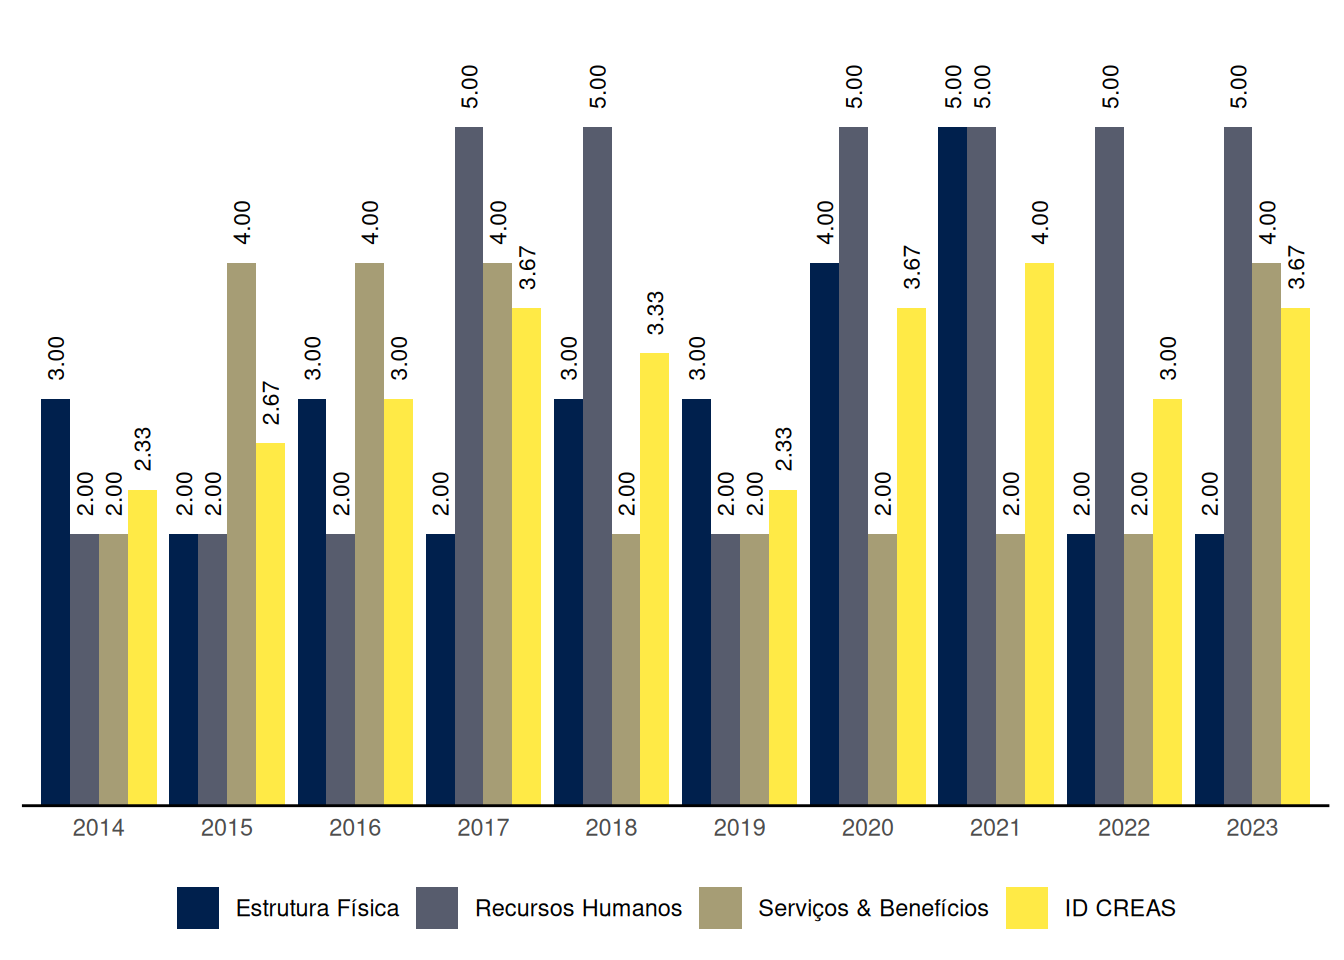 5.00 5.00 5.00 5.00 5.00 5.00 5.00
4.00 4.00 4.00 4.00 4.00 4.00
3.67 3.67 3.67
3.33
3.00 3.00 3.00 3.00 3.00 3.00
2.67
2.33 2.33
2.00 2.00 2.00 2.00 2.00 2.00 2.00 2.00 2.00 2.00 2.00 2.00 2.00 2.00
2014 2015 2016 2017 2018 2019 2020 2021 2022 2023
Estrutura Física Recursos Humanos Serviços & Benefícios ID CREAS